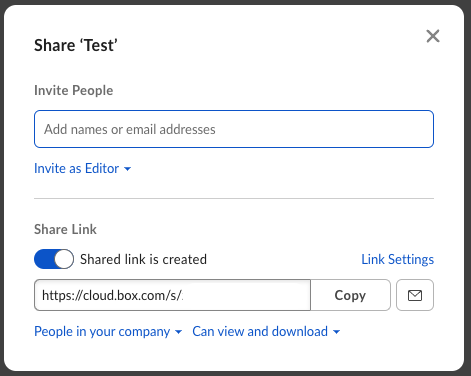 Share ‘Test’
Invite People
Add names or email addresses
Invite as Editor
Share Link
Shared link is created
Link Settings
https://cloud.box.com/s/
Copy
People in your company
Can view and download